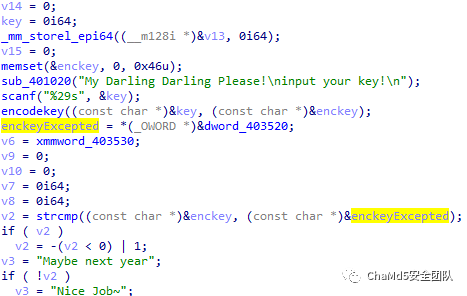 v14 = 0;
key = 0i64;
_mm_storel_epi64((__m128i *)&v13, 0i64);
v15 = 0;
memset(&enckey, 0, 0x46u);
sub_401020("My Darling Darling Please!\ninput your key!\n");
scanf("%29s", &key);
encodekey((const char *)&key, (const char *)&enckey);
enckeyExcepted = *(_OWORD *)&dword_403520;
v6 = xmmword_403530;
v9 = 0;
v10 = 0;
v7 = 0i64;
v8 = 0i64;
v2 = strcmp((const char *)&enckey, (const char *)&enckeyExcepted);
if ( v2 )
v2 = -(v2 < 0) | 1;
v3 = "Maybe next year";
if ( !v2 )
v3 = "Nice Job~";
ChaMd5安全团队